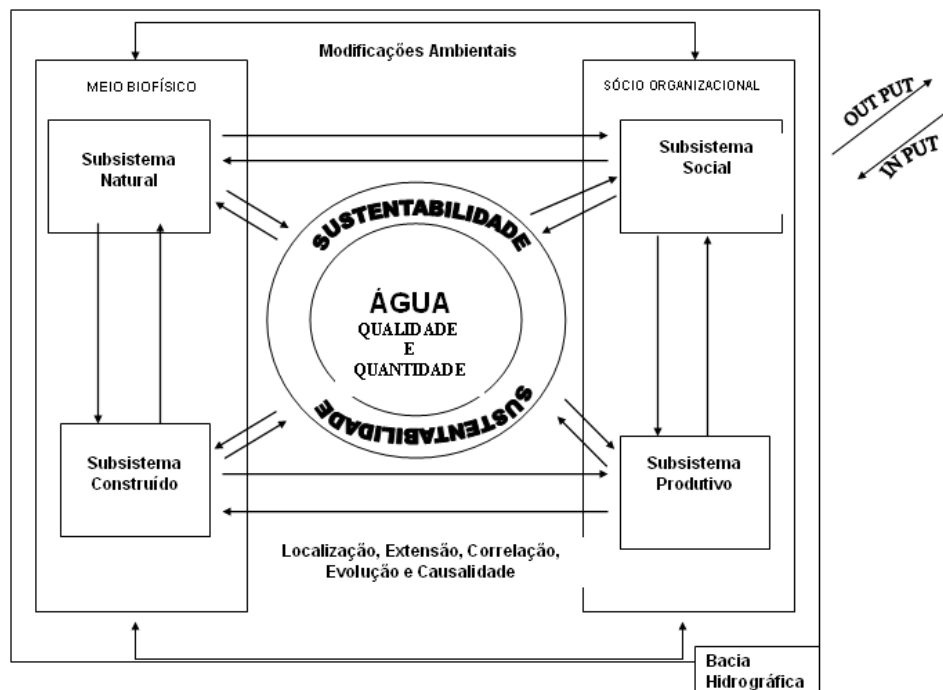 Modificações Ambientais
MEIO BIOFÍSICO
SÓCIO ORGANIZACIONAL
OUT PUT
IN PUT
Subsistema
Natural
Subsistema
Social
SUSTENTABILIDADE
ÁGUA
QUALIDADE
E
QUANTIDADE
SUSTENTABILIDADE
Subsistema
Construído
Subsistema
Produtivo
Localização, Extensão, Correlação,
Evolução e Causalidade
Bacia
Hidrográfica